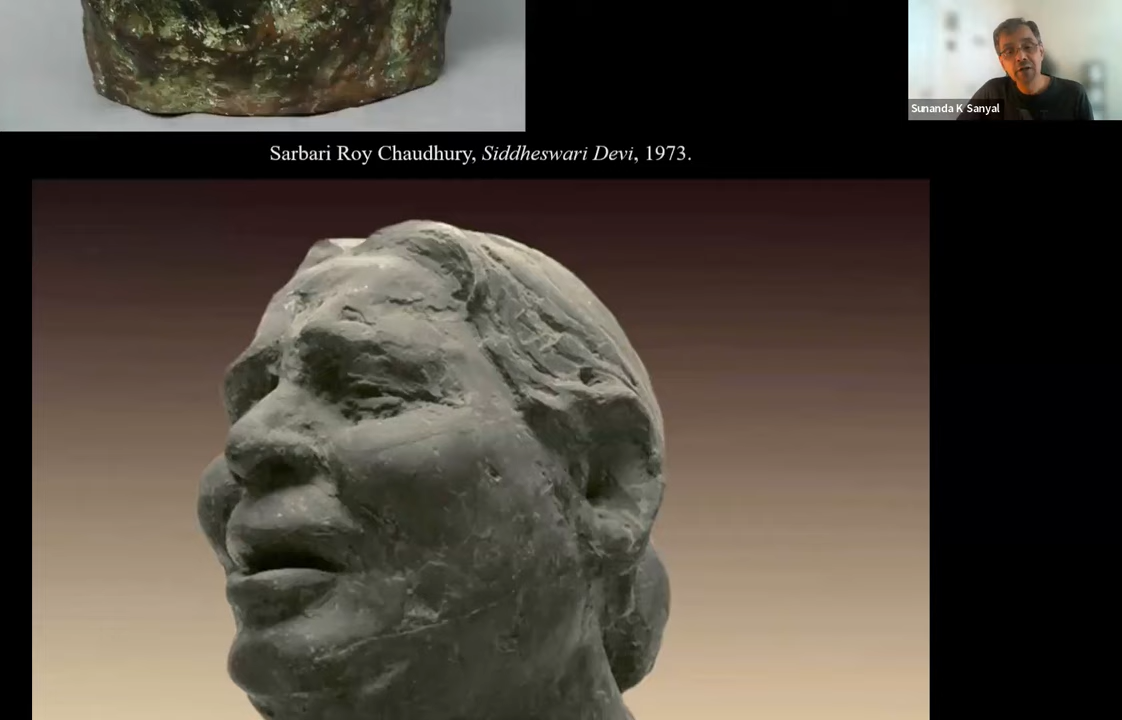 Sunanda K Sanyal
Sarbari Roy Chaudhury, Siddheswari Devi, 1973.